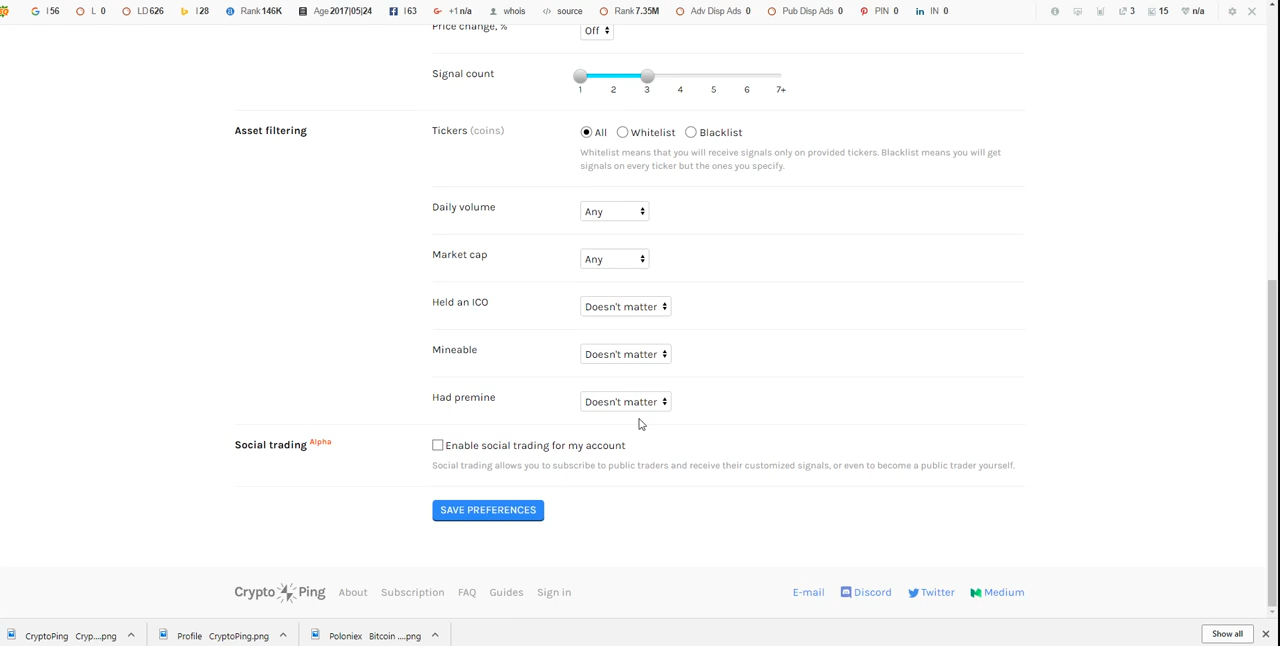 I 56 L 0 LD 626 I 28 Rank 146K Age 2017|05|24 I 63 +1 n/a whois source Rank 7.35M Adv Disp Ads 0 Pub Disp Ads 0 PIN 0 IN 0 3 15 n/a
Price change, % Off
Signal count
1 2 3 4 5 6 7+
Asset filtering Tickers (coins) All Whitelist Blacklist
Whitelist means that you will receive signals only on provided tickers. Blacklist means you will get
signals on every ticker but the ones you specify.
Daily volume Any
Market cap Any
Held an ICO Doesn't matter
Mineable Doesn't matter
Had premine Doesn't matter
Social trading Alpha Enable social trading for my account
Social trading allows you to subscribe to public traders and receive their customized signals, or even to become a public trader yourself.
SAVE PREFERENCES
Crypto Ping About Subscription FAQ Guides Sign in E-mail Discord Twitter Medium
CryptoPing Cryp....png Profile CryptoPing.png Poloniex Bitcoin ....png Show all